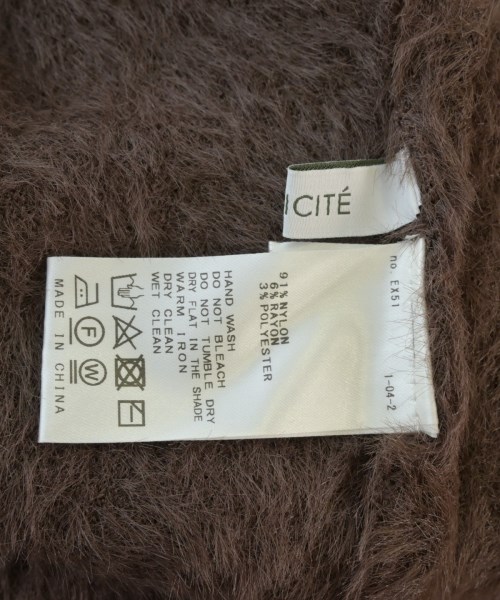 CITÉ
no. EX51
1-04-2
91% NYLON
6% RAYON
3% POLYESTER
HAND WASH
DO NOT BLEACH
DO NOT TUMBLE DRY
DRY FLAT IN THE SHADE
WARM IRON
DRY CLEAN
WET CLEAN
F
W
MADE IN CHINA